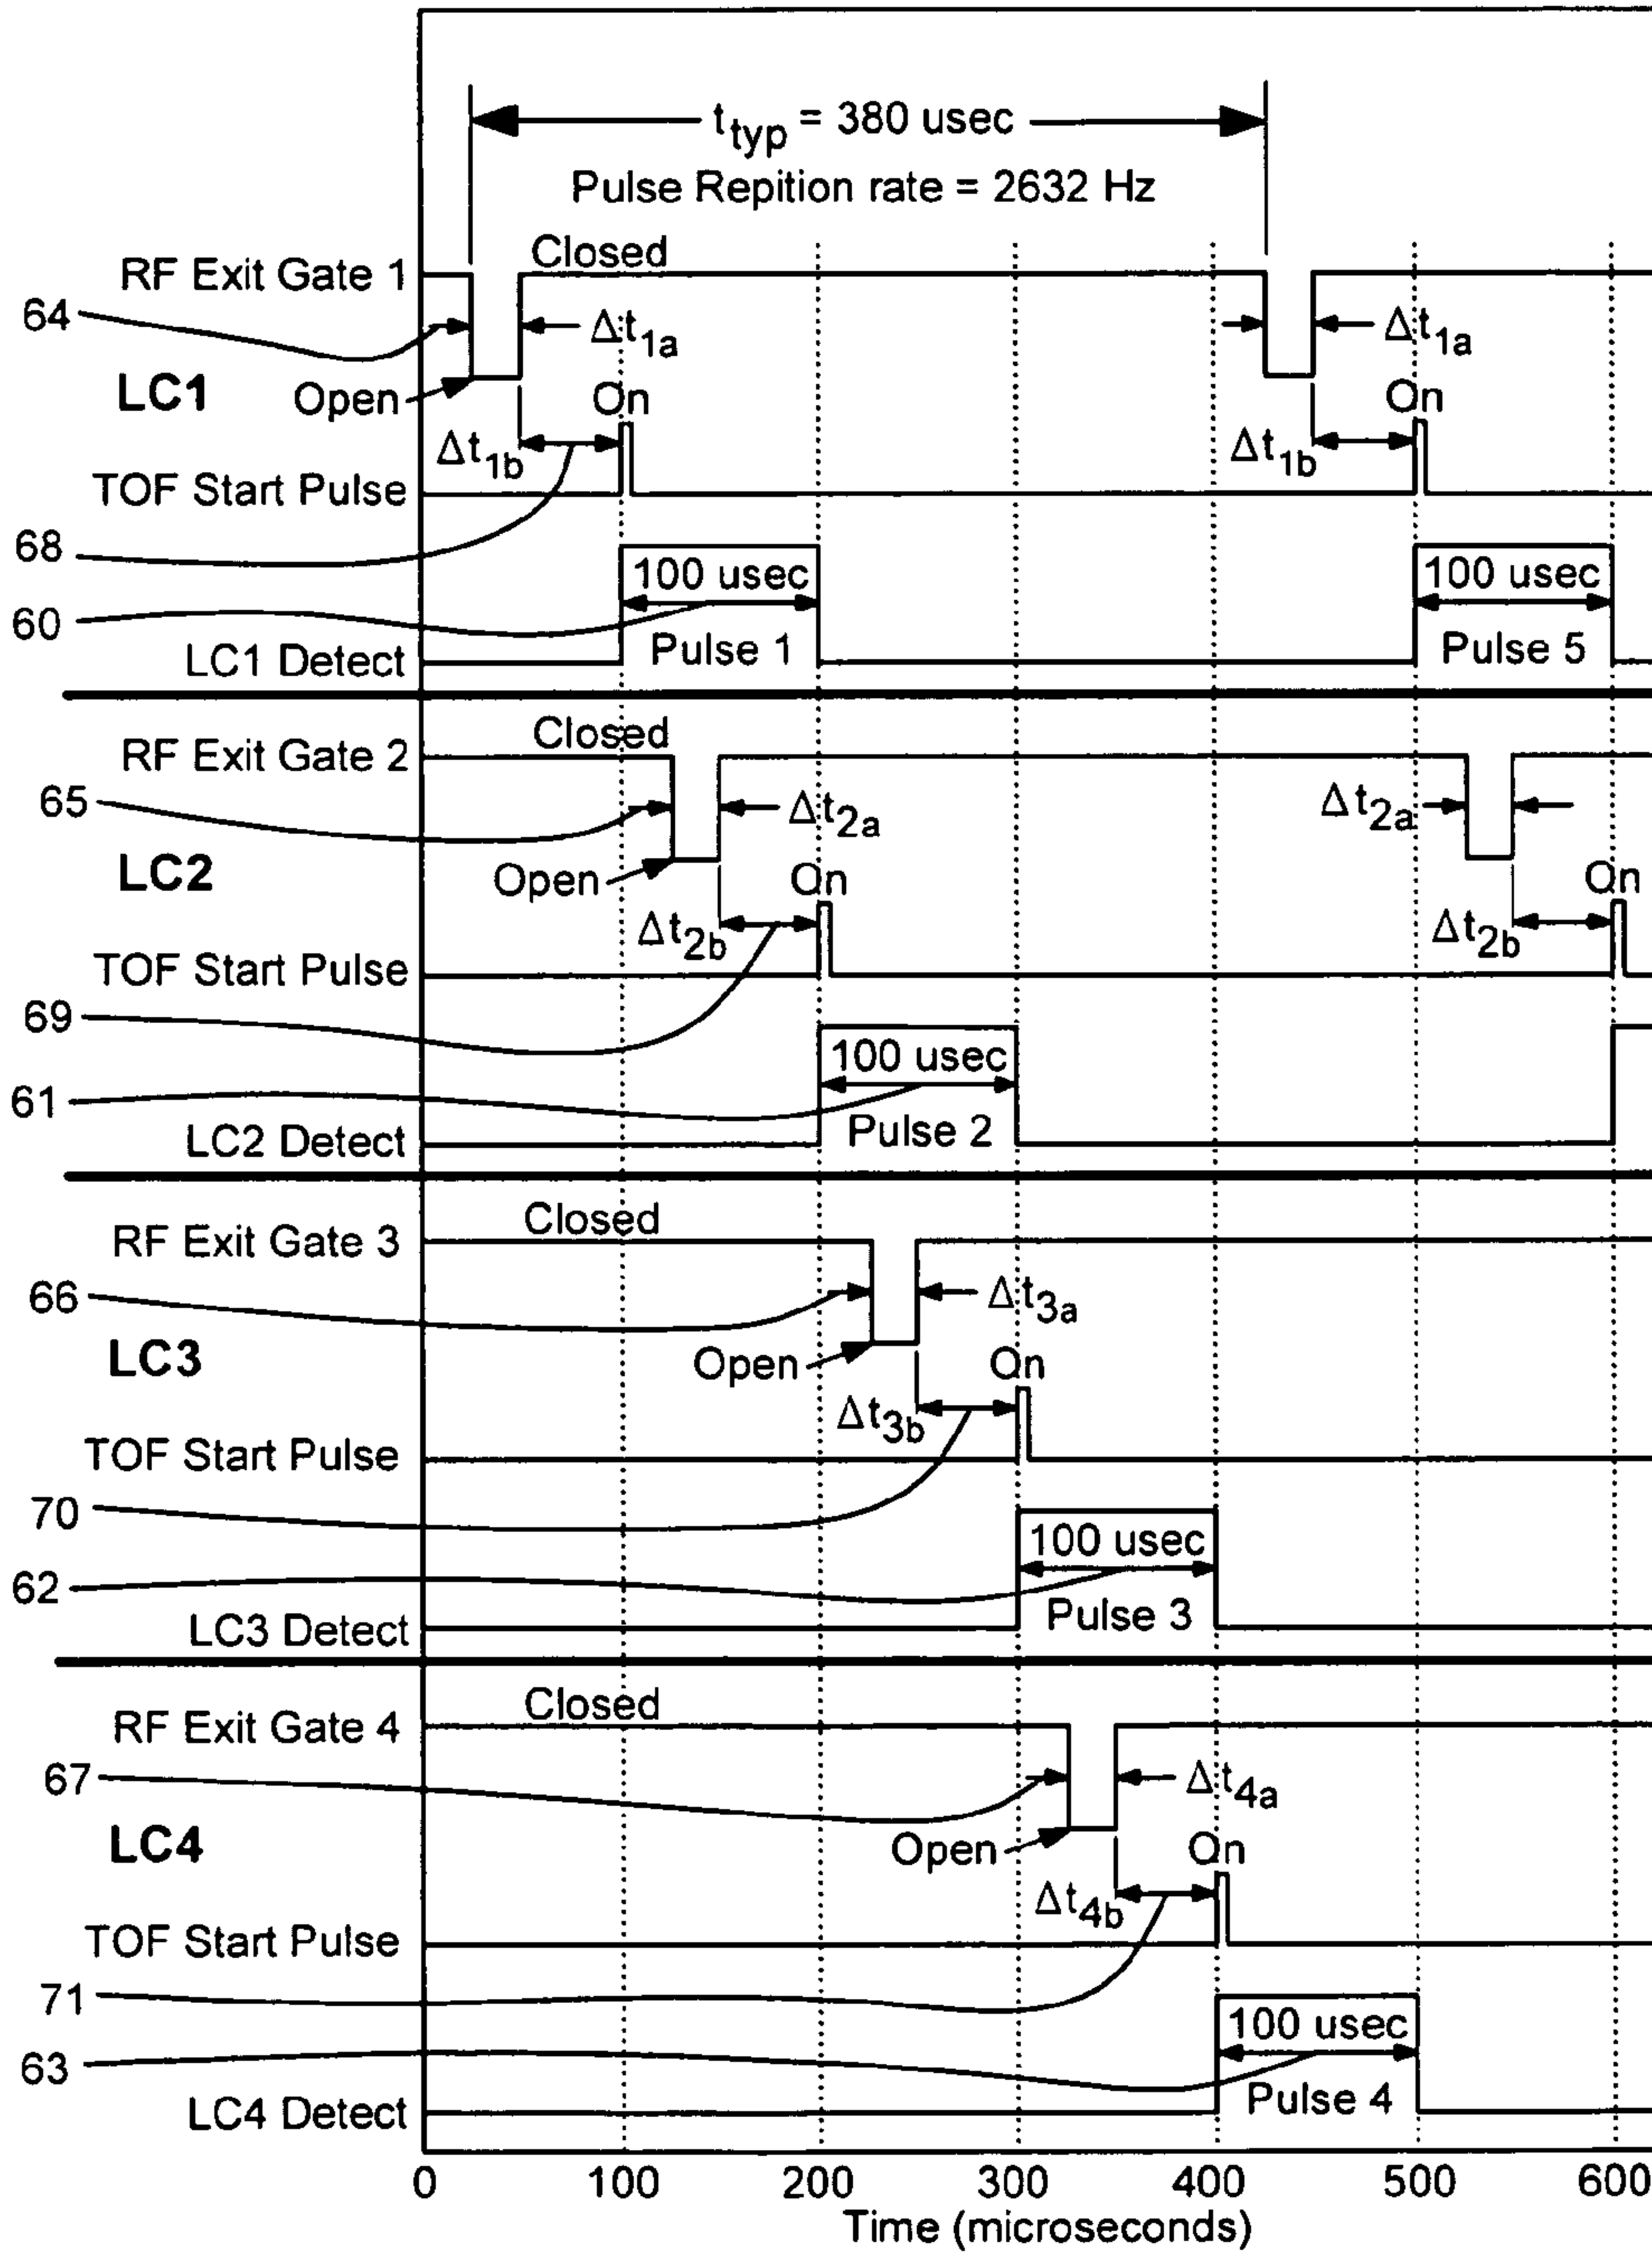 t_typ = 380 usec
Pulse Repition rate = 2632 Hz
Closed
RF Exit Gate 1
64
Δt1a
Δt1a
LC1
Open
On
On
Δt1b
Δt1b
TOF Start Pulse
68
100 usec
100 usec
60
LC1 Detect
Pulse 1
Pulse 5
Closed
RF Exit Gate 2
65
Δt2a
Δt2a
LC2
Open
On
On
Δt2b
Δt2b
TOF Start Pulse
69
100 usec
61
LC2 Detect
Pulse 2
Closed
RF Exit Gate 3
66
Δt3a
LC3
Open
On
Δt3b
TOF Start Pulse
70
100 usec
62
LC3 Detect
Pulse 3
Closed
RF Exit Gate 4
67
Δt4a
LC4
Open
On
Δt4b
TOF Start Pulse
71
100 usec
63
LC4 Detect
Pulse 4
0 100 200 300 400 500 600
Time (microseconds)